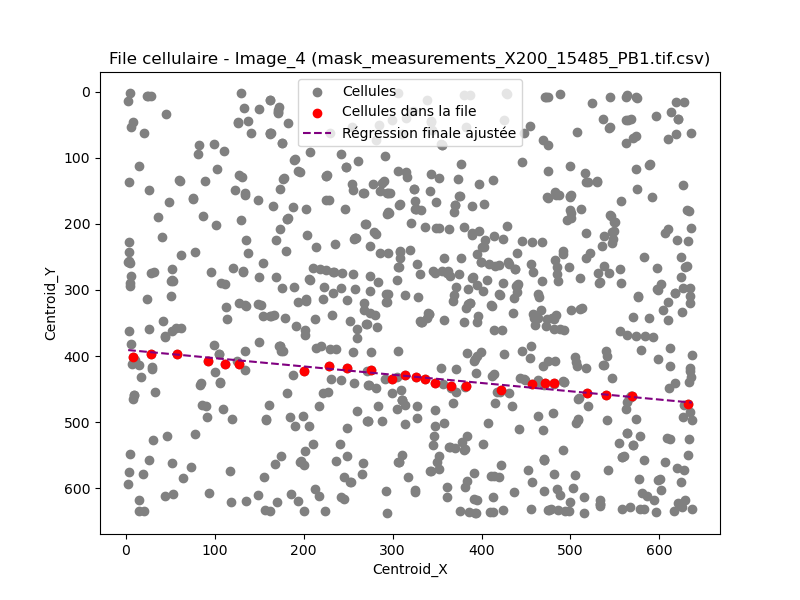 File cellulaire - Image_4 (mask_measurements_X200_15485_PB1.tif.csv)
Cellules
Cellules dans la file
Régression finale ajustée
Centroid_Y
0
100
200
300
400
500
600
0 100 200 300 400 500 600
Centroid_X